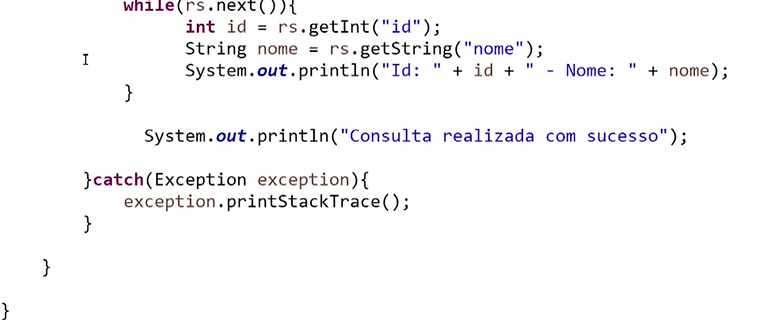 while(rs.next()){
int id = rs.getInt("id");
String nome = rs.getString("nome");
System.out.println("Id: " + id + " - Nome: " + nome);
}
System.out.println("Consulta realizada com sucesso");
}catch(Exception exception){
exception.printStackTrace();
}
}
}